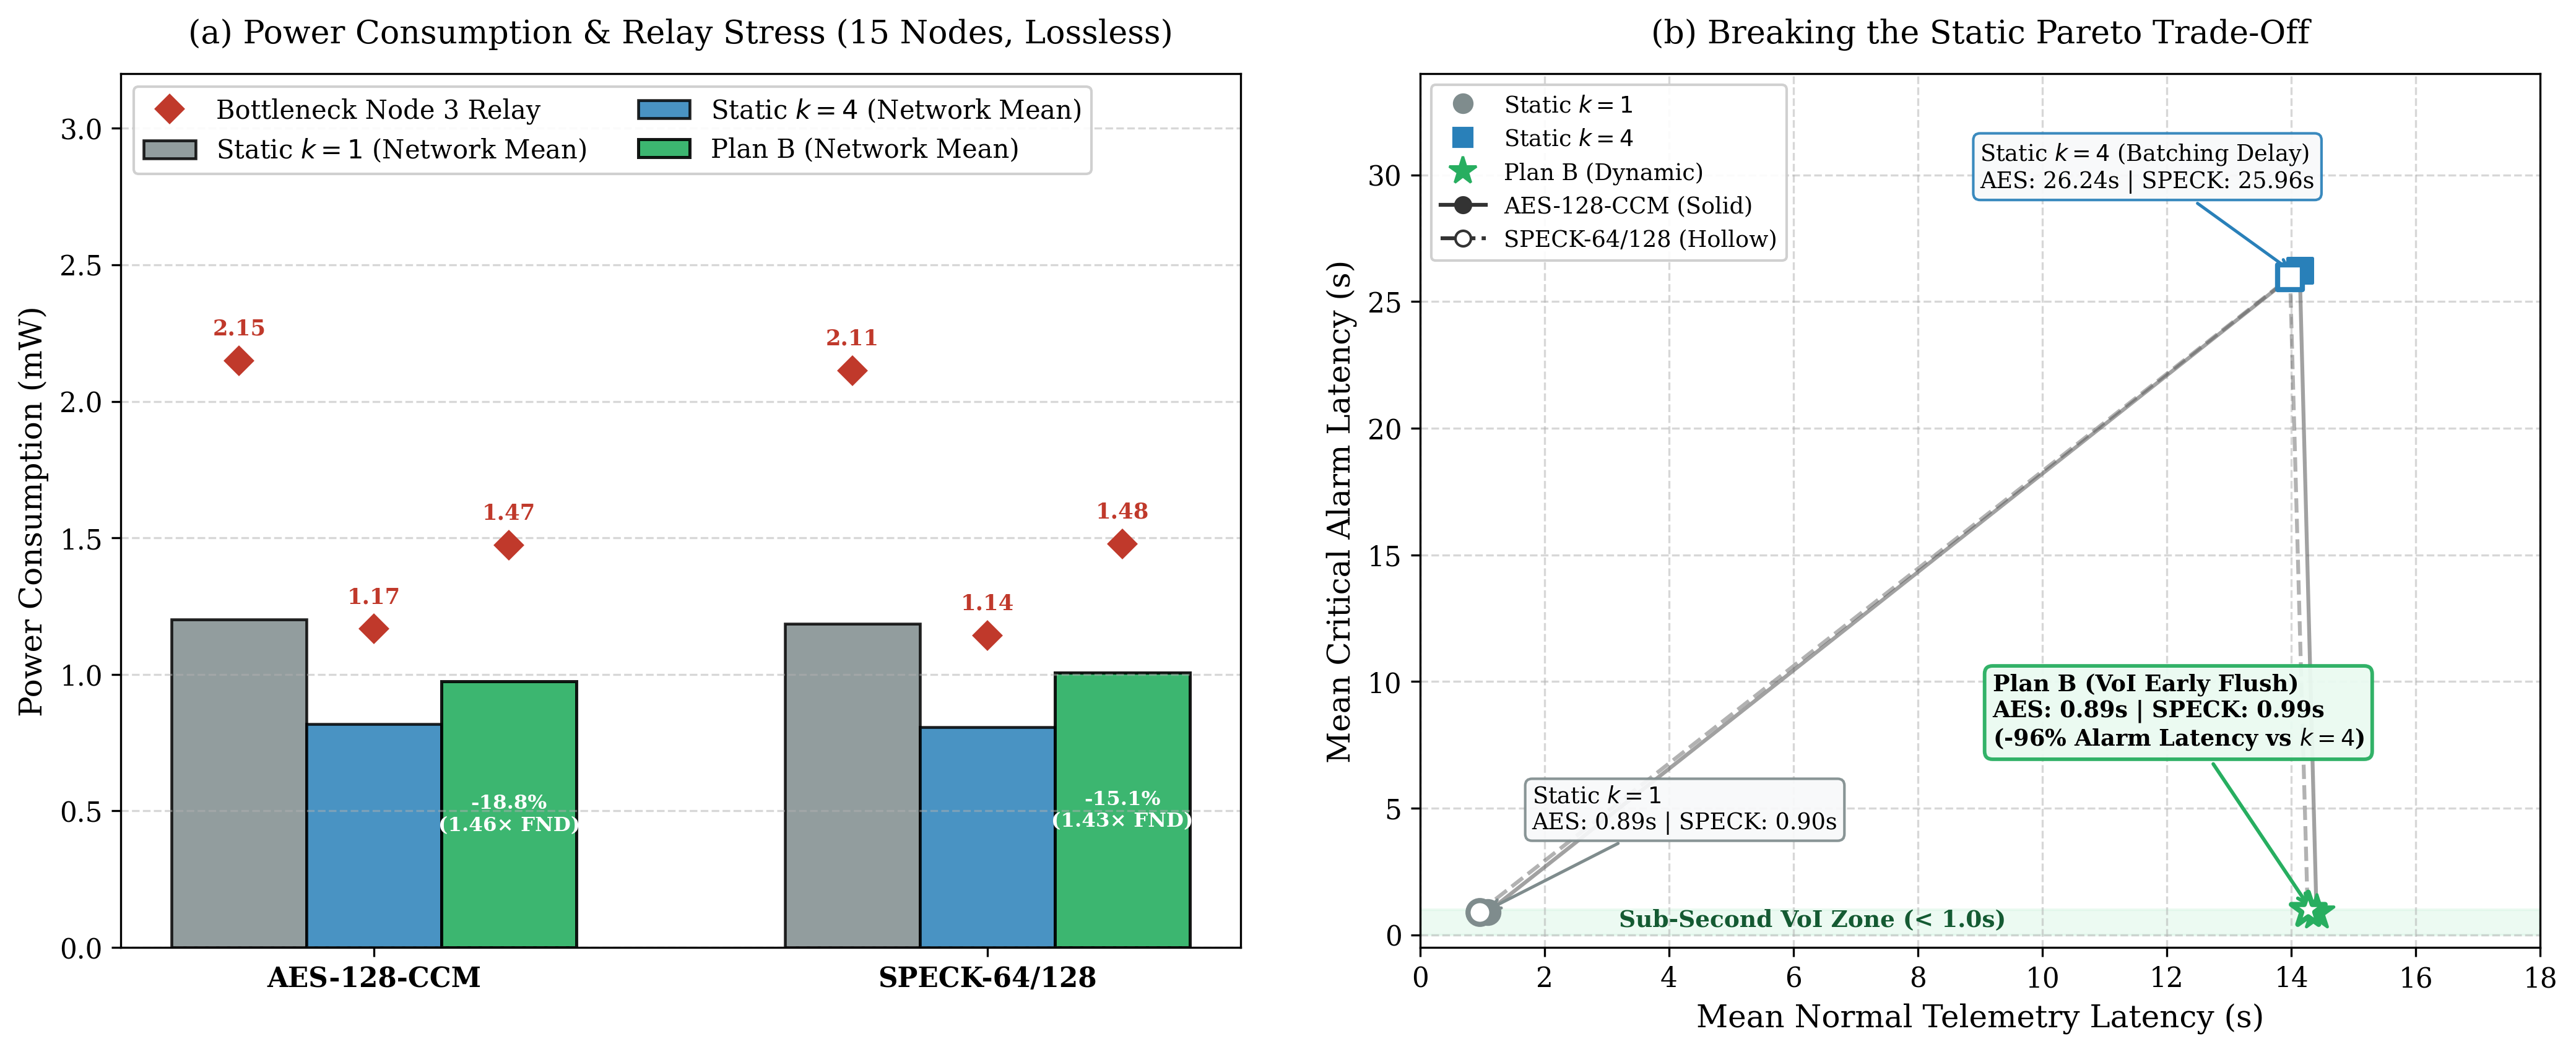 (a) Power Consumption & Relay Stress (15 Nodes, Lossless)
Bottleneck Node 3 Relay
Static k = 1 (Network Mean)
Static k = 4 (Network Mean)
Plan B (Network Mean)
Power Consumption (mW)
3.0
2.5
2.0
1.5
1.0
0.5
0.0
2.15
1.17
1.47
2.11
1.14
1.48
-18.8%
(1.46× FND)
-15.1%
(1.43× FND)
AES-128-CCM
SPECK-64/128
(b) Breaking the Static Pareto Trade-Off
Static k = 1
Static k = 4
Plan B (Dynamic)
AES-128-CCM (Solid)
SPECK-64/128 (Hollow)
Mean Critical Alarm Latency (s)
30
25
20
15
10
5
0
Static k = 4 (Batching Delay)
AES: 26.24s | SPECK: 25.96s
Plan B (VoI Early Flush)
AES: 0.89s | SPECK: 0.99s
(-96% Alarm Latency vs k = 4)
Static k = 1
AES: 0.89s | SPECK: 0.90s
Sub-Second VoI Zone (< 1.0s)
0
2
4
6
8
10
12
14
16
18
Mean Normal Telemetry Latency (s)